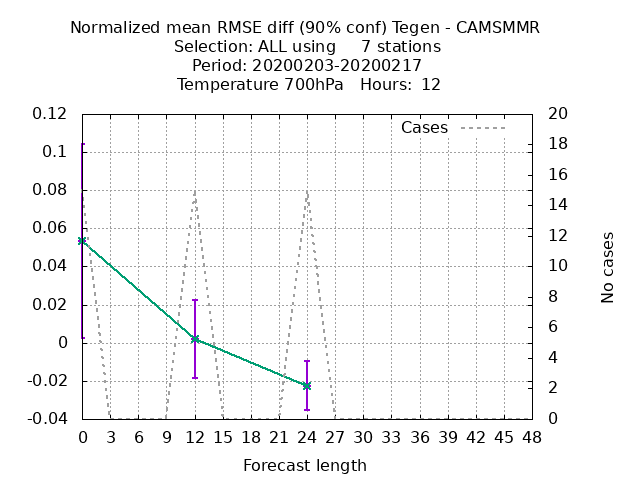 Normalized mean RMSE diff (90% conf) Tegen - CAMSMMR
Selection: ALL using     7 stations
Period: 20200203-20200217
Temperature 700hPa   Hours:  12
0.12
0.1
0.08
0.06
0.04
0.02
0
-0.02
-0.04
Cases
20
18
16
14
12
10
8
6
4
2
0
No cases
0 3 6 9 12 15 18 21 24 27 30 33 36 39 42 45 48
Forecast length